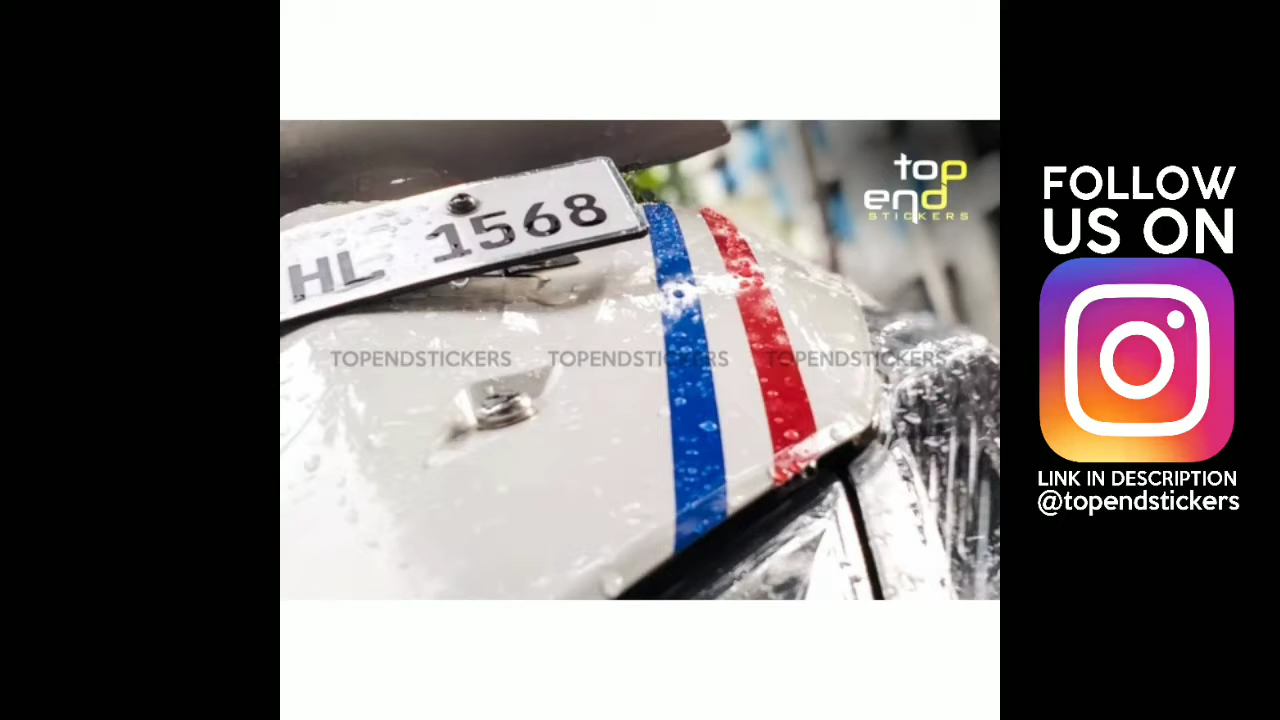 top
end
STICKERS
HL 1568
TOPENDSTICKERS TOPENDSTICKERS TOPENDSTICKERS
FOLLOW
US ON
LINK IN DESCRIPTION
@topendstickers